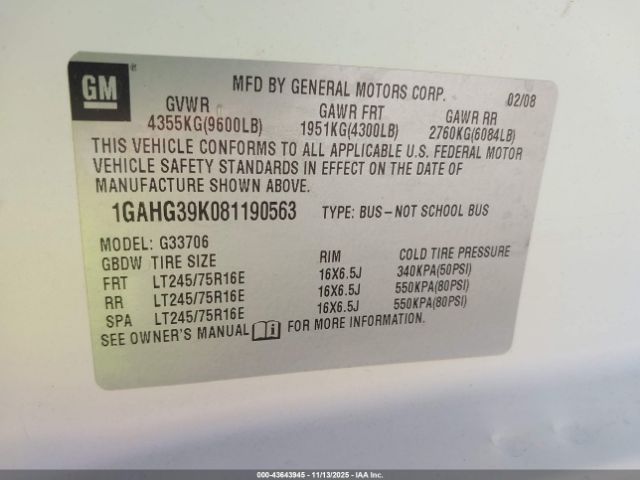 GM ®
MFD BY GENERAL MOTORS CORP. 02/08
GVWR GAWR FRT GAWR RR
4355KG(9600LB) 1951KG(4300LB) 2760KG(6084LB)
THIS VEHICLE CONFORMS TO ALL APPLICABLE U.S. FEDERAL MOTOR
VEHICLE SAFETY STANDARDS IN EFFECT ON THE DATE OF
MANUFACTURE SHOWN ABOVE.
1GAHG39K081190563 TYPE: BUS-NOT SCHOOL BUS
MODEL: G33706
GBDW TIRE SIZE RIM COLD TIRE PRESSURE
FRT LT245/75R16E 16X6.5J 340KPA(50PSI)
RR LT245/75R16E 16X6.5J 550KPA(80PSI)
SPA LT245/75R16E 16X6.5J 550KPA(80PSI)
SEE OWNER'S MANUAL FOR MORE INFORMATION.
000-43643945 - 11/13/2025 - IAAI.com